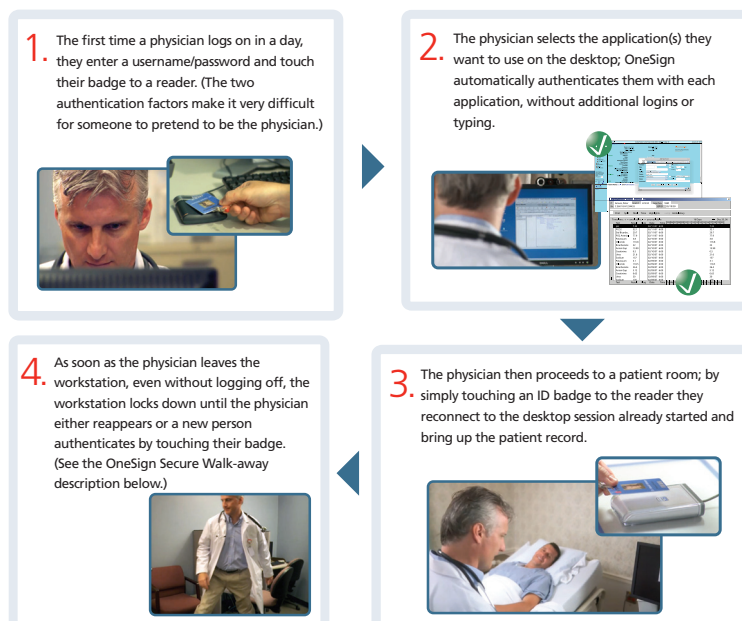 1.
The first time a physician logs on in a day,
they enter a username/password and touch
their badge to a reader. (The two
authentication factors make it very difficult
for someone to pretend to be the physician.)
2.
The physician selects the application(s) they
want to use on the desktop; OneSign
automatically authenticates them with each
application, without additional logins or
typing.
3.
The physician then proceeds to a patient room; by
simply touching an ID badge to the reader they
reconnect to the desktop session already started and
bring up the patient record.
4.
As soon as the physician leaves the
workstation, even without logging off, the
workstation locks down until the physician
either reappears or a new person
authenticates by touching their badge.
(See the OneSign Secure Walk-away
description below.)